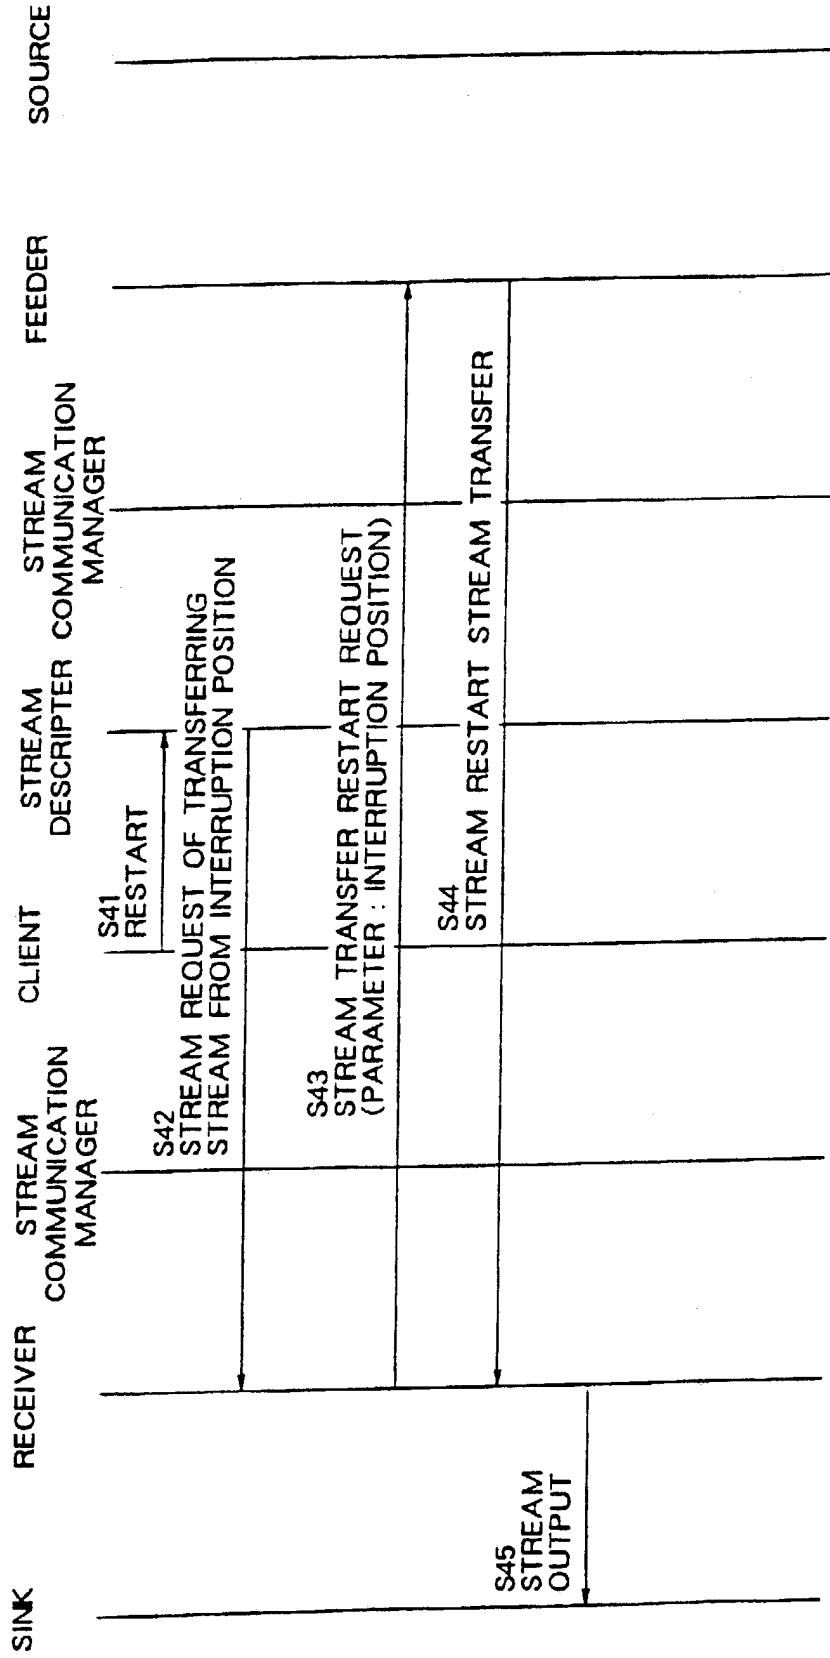 SINK
RECEIVER
STREAM
COMMUNICATION
MANAGER
CLIENT
STREAM
DESCRIPTER
STREAM
COMMUNICATION
MANAGER
FEEDER
SOURCE
S41
RESTART
S42
STREAM REQUEST OF TRANSFERRING
STREAM FROM INTERRUPTION POSITION
S43
STREAM TRANSFER RESTART REQUEST
(PARAMETER : INTERRUPTION POSITION)
S44
STREAM RESTART STREAM TRANSFER
S45
STREAM
OUTPUT